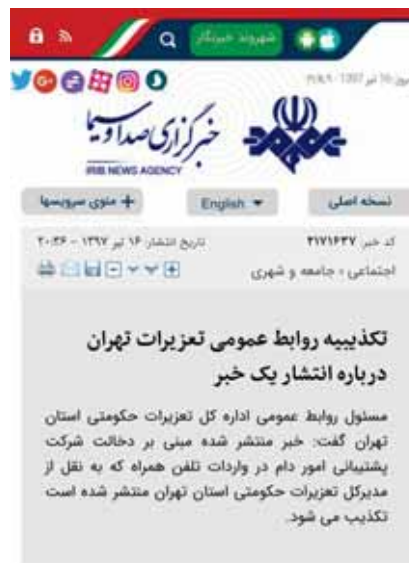 شهروند خبرنگار
خبرگزاری صدا و سیما
IRIB NEWS AGENCY
نسخه اصلی
English
منوی سرویسها
کد خبر: ۲۱۷۱۶۳۷
تاریخ انتشار: ۱۶ تیر ۱۳۹۷ - ۲۰:۳۶
اجتماعی » جامعه و شهری
تکذیبیه روابط عمومی تعزیرات تهران
درباره انتشار یک خبر
مسئول روابط عمومی اداره کل تعزیرات حکومتی استان
تهران گفت: خبر منتشر شده مبنی بر دخالت شرکت
پشتیبانی امور دام در واردات تلفن همراه که به نقل از
مدیرکل تعزیرات حکومتی استان تهران منتشر شده است
تکذیب می شود.